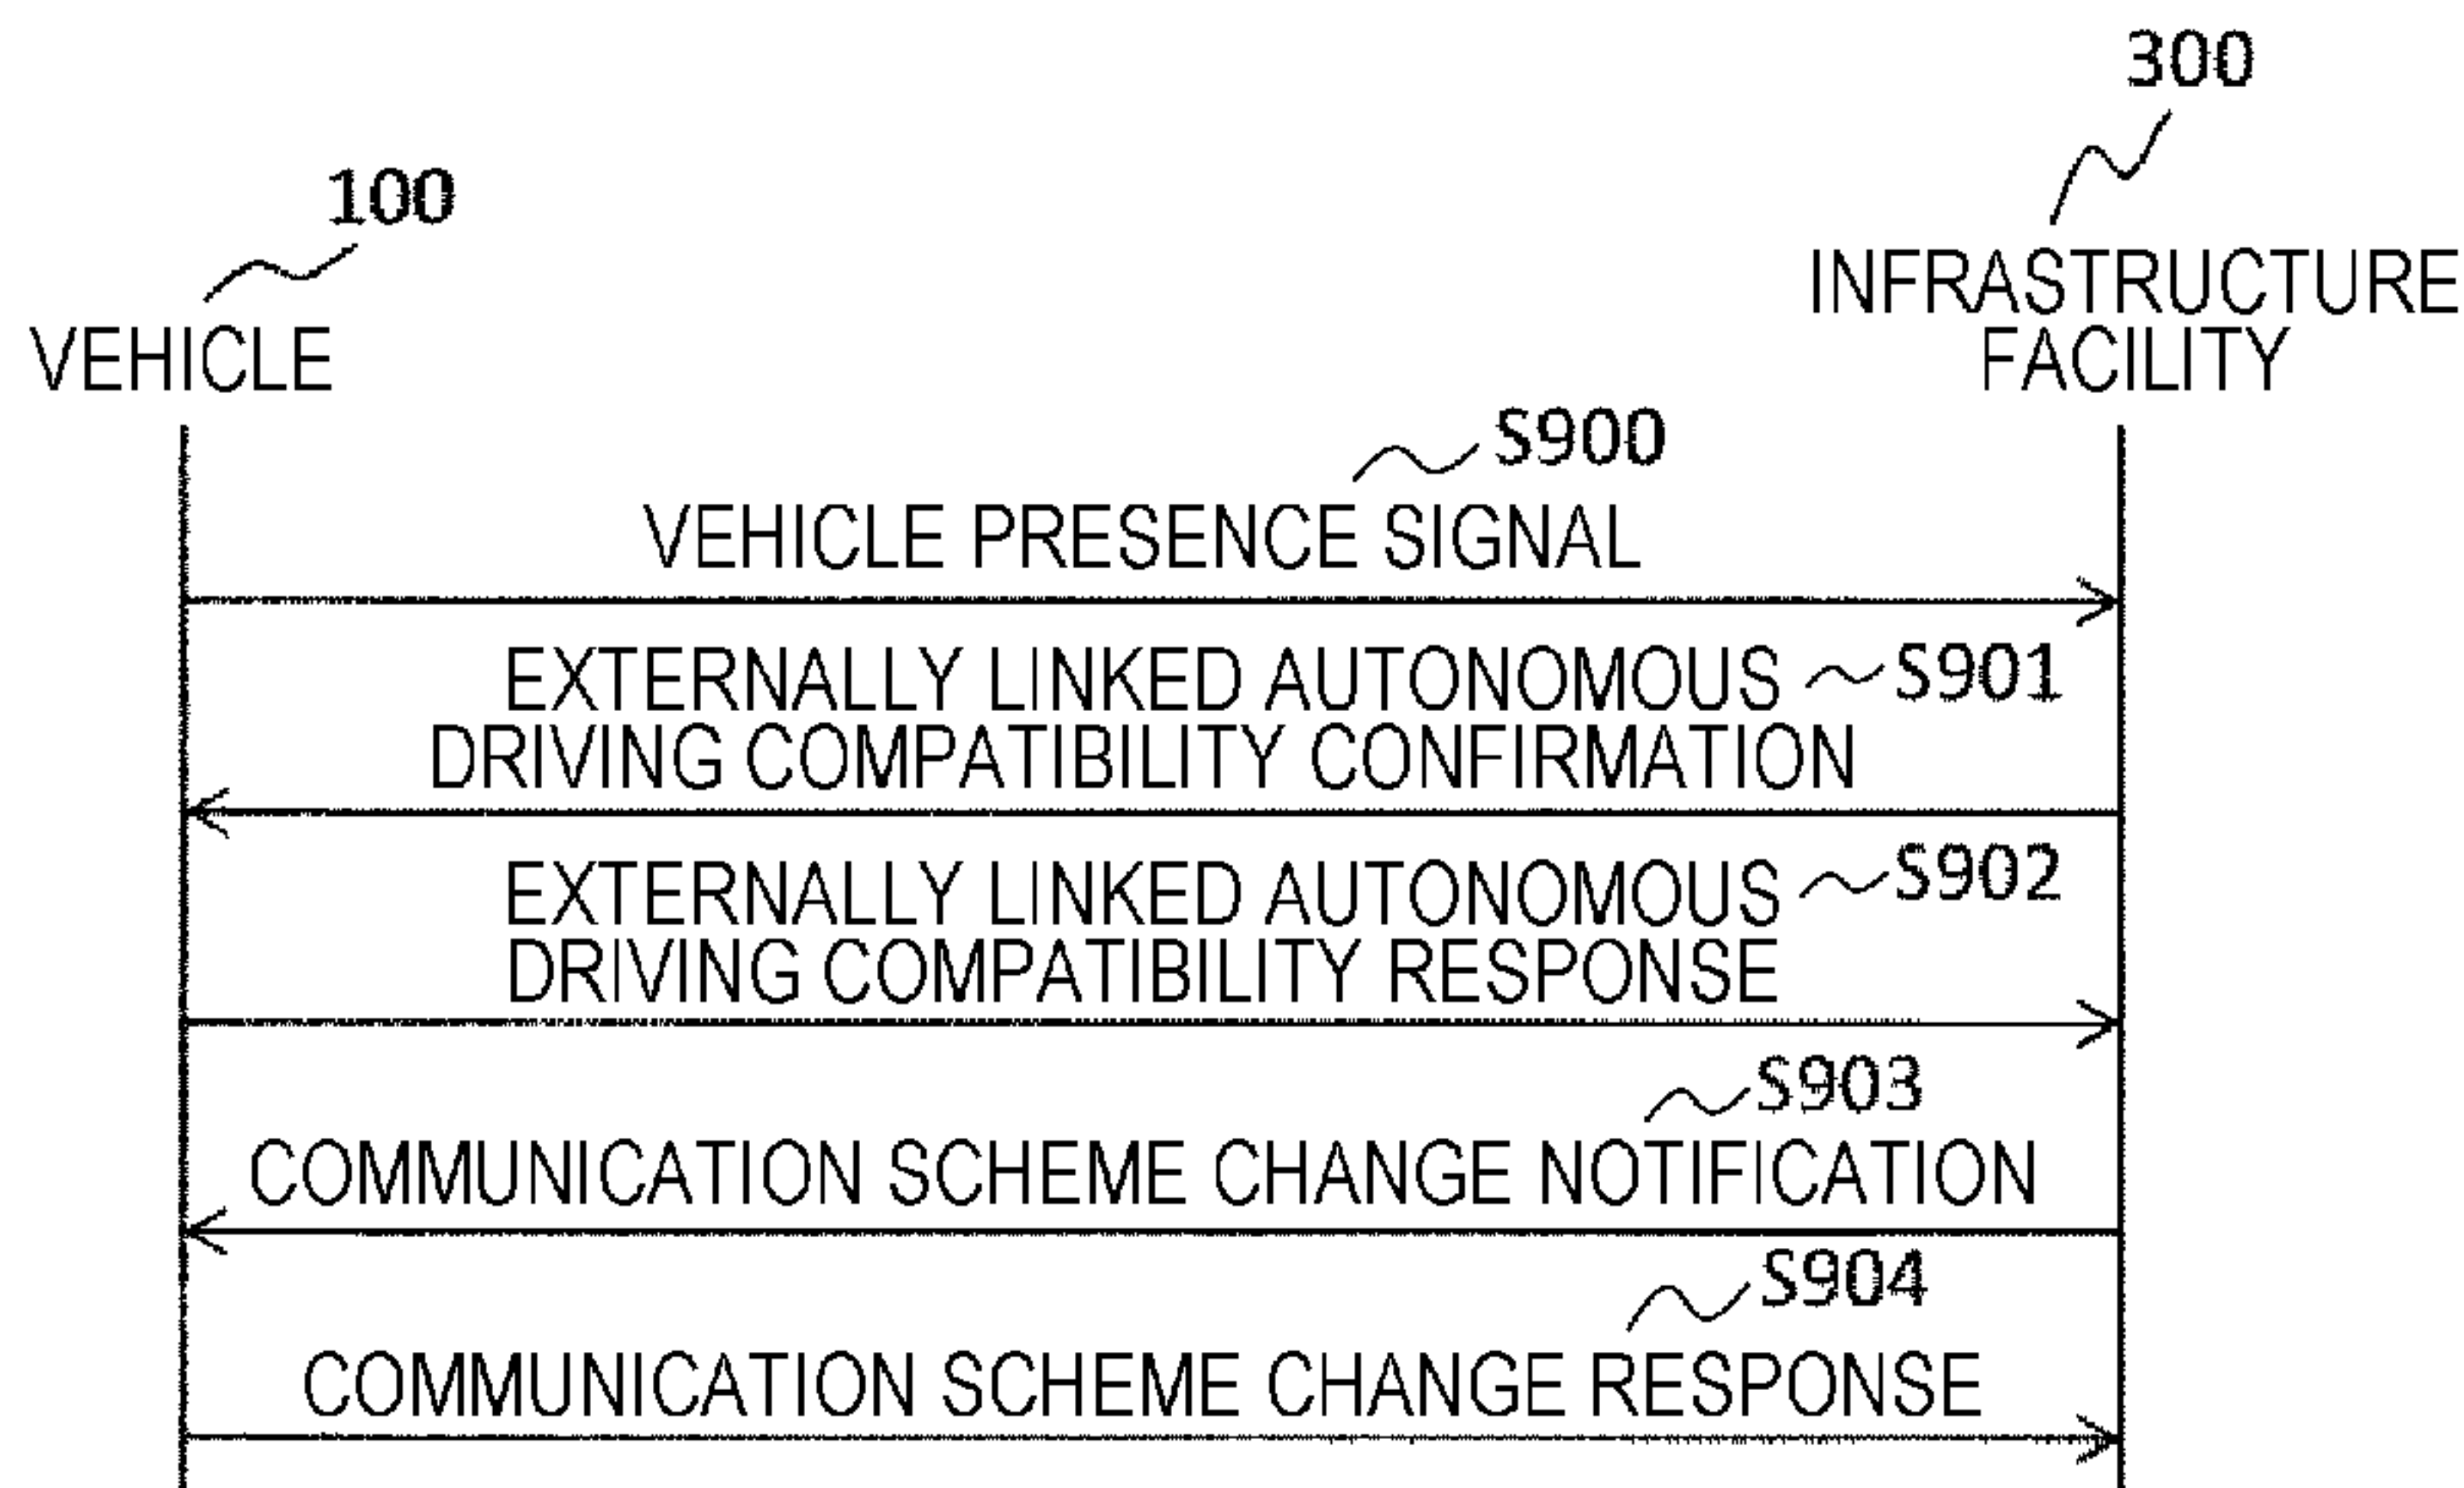 300
100
INFRASTRUCTURE
FACILITY
VEHICLE
S900
VEHICLE PRESENCE SIGNAL
EXTERNALLY LINKED AUTONOMOUS S901
DRIVING COMPATIBILITY CONFIRMATION
EXTERNALLY LINKED AUTONOMOUS S902
DRIVING COMPATIBILITY RESPONSE
S903
COMMUNICATION SCHEME CHANGE NOTIFICATION
S904
COMMUNICATION SCHEME CHANGE RESPONSE